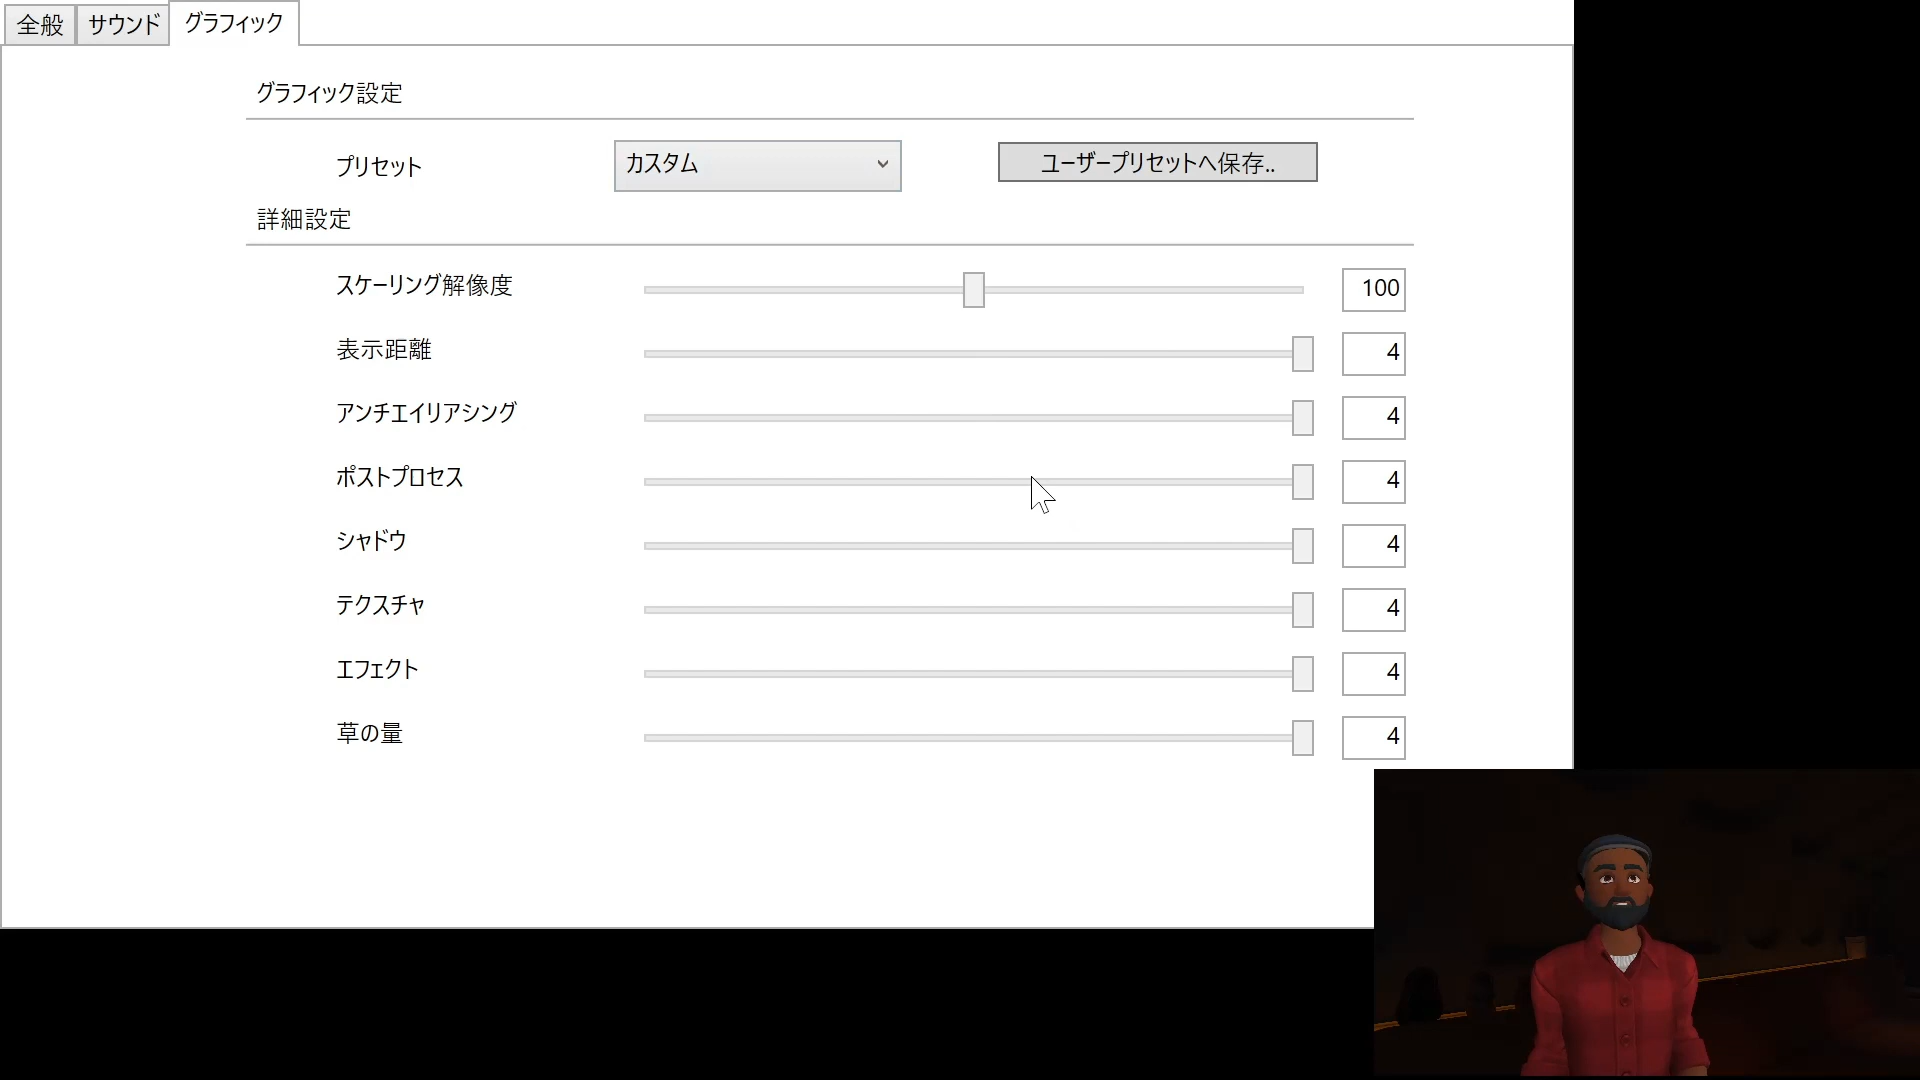 全般 サウンド グラフィック
グラフィック設定
プリセット カスタム ユーザープリセットへ保存..
詳細設定
スケーリング解像度 100
表示距離 4
アンチエイリアシング 4
ポストプロセス 4
シャドウ 4
テクスチャ 4
エフェクト 4
草の量 4